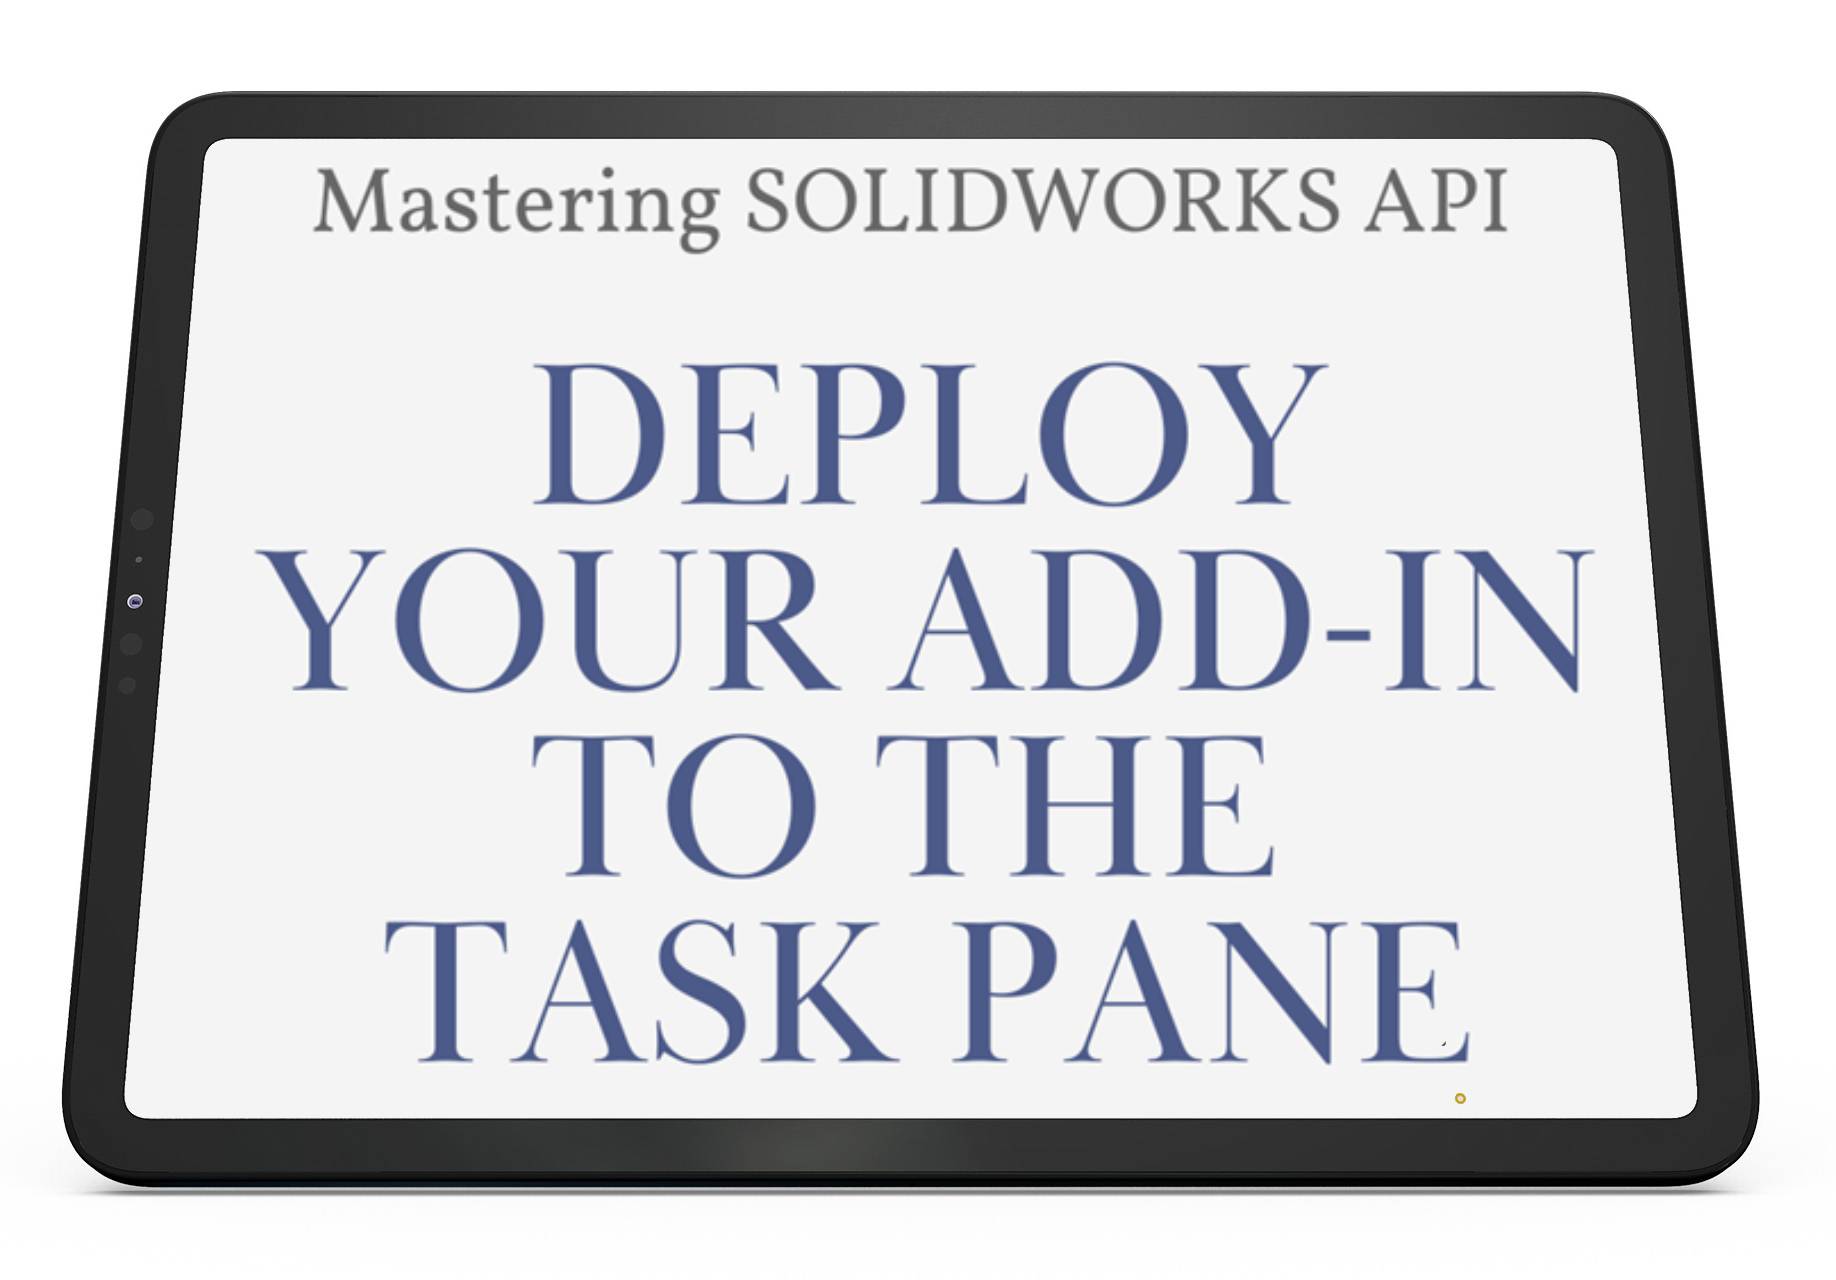 Mastering SOLIDWORKS API
DEPLOY
YOUR ADD-IN
TO THE
TASK PANE